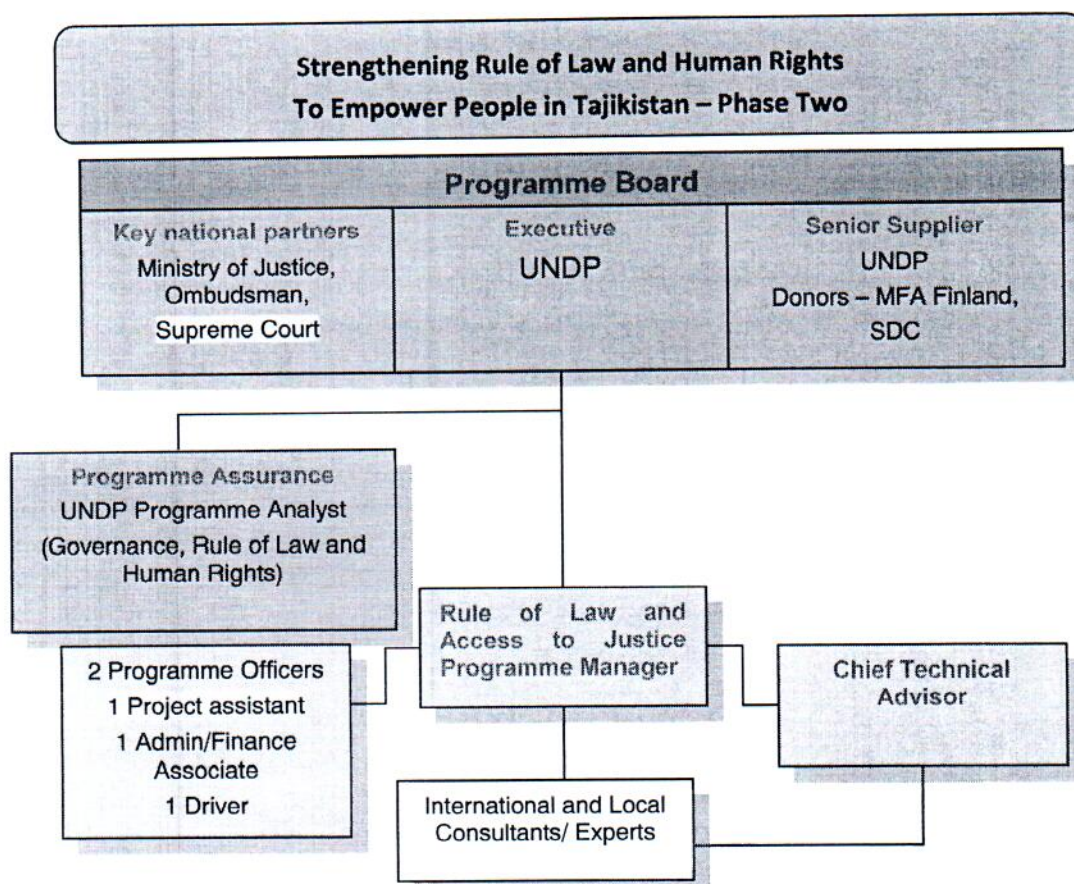 Strengthening Rule of Law and Human Rights
To Empower People in Tajikistan – Phase Two
Programme Board
Key national partners
Ministry of Justice,
Ombudsman,
Supreme Court
Executive
UNDP
Senior Supplier
UNDP
Donors – MFA Finland,
SDC
Programme Assurance
UNDP Programme Analyst
(Governance, Rule of Law and
Human Rights)
Rule of Law and
Access to Justice
Programme Manager
2 Programme Officers
1 Project assistant
1 Admin/Finance
Associate
1 Driver
Chief Technical
Advisor
International and Local
Consultants/ Experts